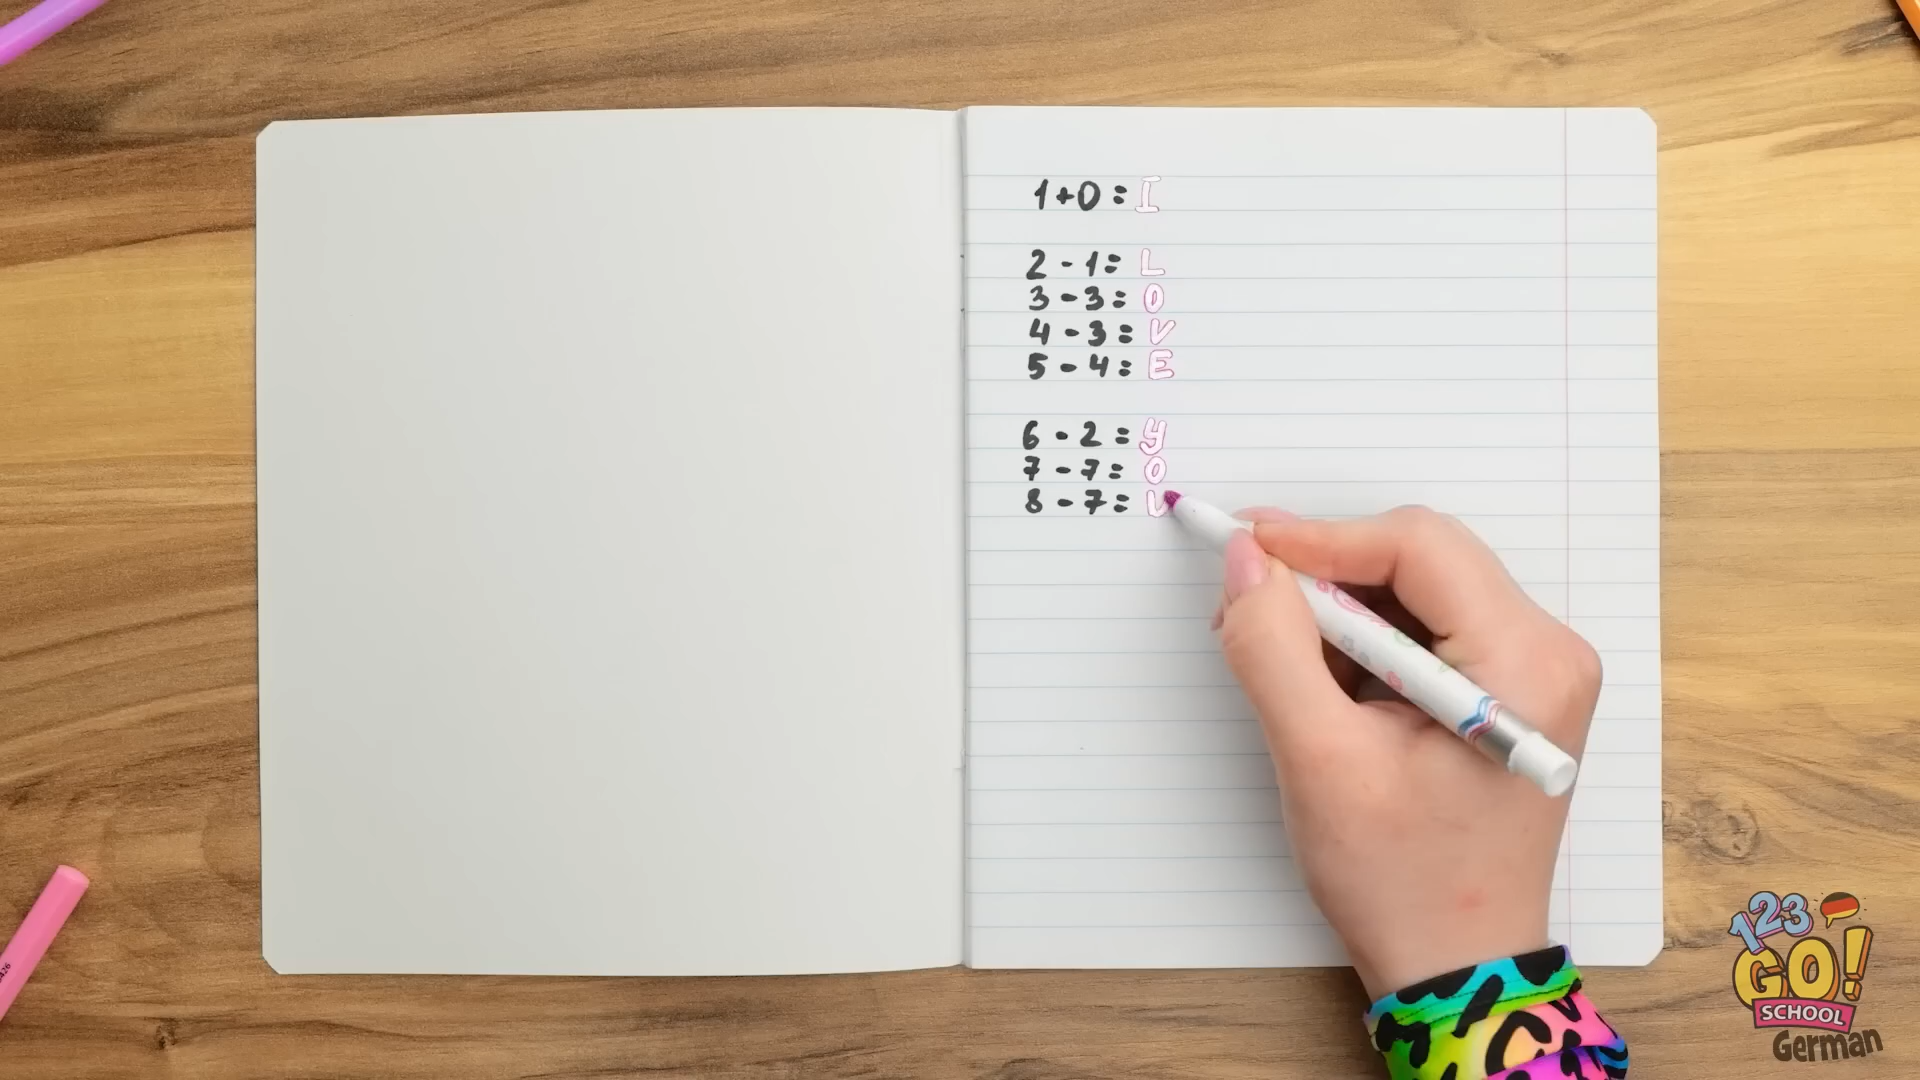 1+0=I
2-1=L
3-3=O
4-3=V
5-4=E
6-2=Y
7-7=O
8-7=U
123
GO!
SCHOOL
German